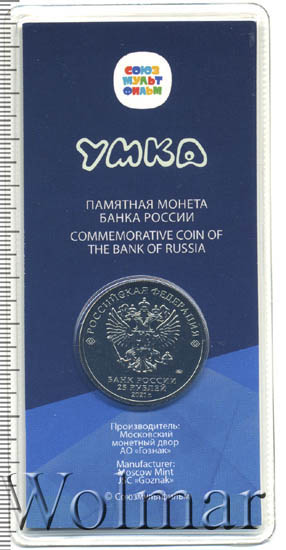 СОЮЗ
МУЛЬТ
ФИЛЬМ
УМКА
ПАМЯТНАЯ МОНЕТА
БАНКА РОССИИ
COMMEMORATIVE COIN OF
THE BANK OF RUSSIA
РОССИЙСКАЯ ФЕДЕРАЦИЯ
БАНК РОССИИ
25 РУБЛЕЙ
2021 г.
Производитель:
Московский
монетный двор
АО «Гознак»
Manufacturer:
Moscow Mint
JSC «Goznak»
© Союзмультфильм
Wolmar